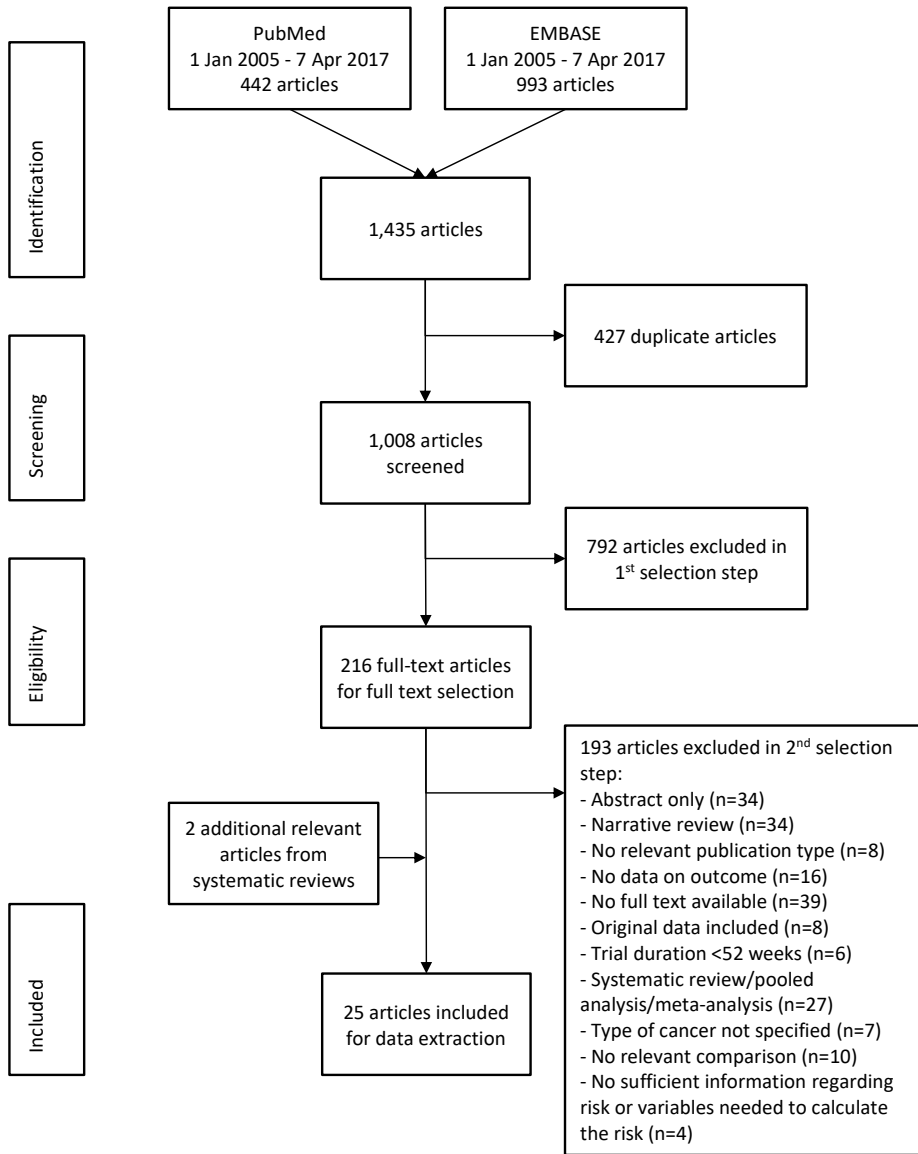 PubMed
1 Jan 2005 - 7 Apr 2017
442 articles
EMBASE
1 Jan 2005 - 7 Apr 2017
993 articles
Identification
1,435 articles
427 duplicate articles
Screening
1,008 articles
screened
792 articles excluded in
1st selection step
Eligibility
216 full-text articles
for full text selection
193 articles excluded in 2nd selection
step:
- Abstract only (n=34)
- Narrative review (n=34)
- No relevant publication type (n=8)
- No data on outcome (n=16)
- No full text available (n=39)
- Original data included (n=8)
- Trial duration <52 weeks (n=6)
- Systematic review/pooled
analysis/meta-analysis (n=27)
- Type of cancer not specified (n=7)
- No relevant comparison (n=10)
- No sufficient information regarding
risk or variables needed to calculate
the risk (n=4)
2 additional relevant
articles from
systematic reviews
Included
25 articles included
for data extraction